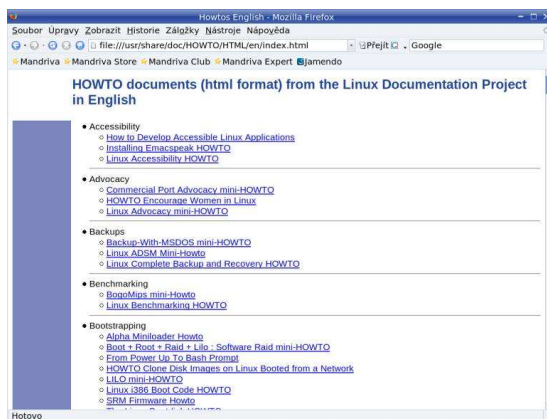 Howtos English - Mozilla Firefox
Soubor Úpravy Zobrazit Historie Záložky Nástroje Nápověda
file:///usr/share/doc/HOWTO/HTML/en/index.html Přejít Google
Mandriva Mandriva Store Mandriva Club Mandriva Expert Jamendo
HOWTO documents (html format) from the Linux Documentation Project
in English
Accessibility
How to Develop Accessible Linux Applications
Installing Emacspeak HOWTO
Linux Accessibility HOWTO
Advocacy
Commercial Port Advocacy mini-HOWTO
HOWTO Encourage Women in Linux
Linux Advocacy mini-HOWTO
Backups
Backup-With-MSDOS mini-HOWTO
Linux ADSM Mini-Howto
Linux Complete Backup and Recovery HOWTO
Benchmarking
BogoMips mini-Howto
Linux Benchmarking HOWTO
Bootstrapping
Alpha Miniloader Howto
Boot + Root + Raid + Lilo : Software Raid mini-HOWTO
From Power Up To Bash Prompt
HOWTO Clone Disk Images on Linux Booted from a Network
LILO mini-HOWTO
Linux i386 Boot Code HOWTO
SRM Firmware Howto
Hotovo